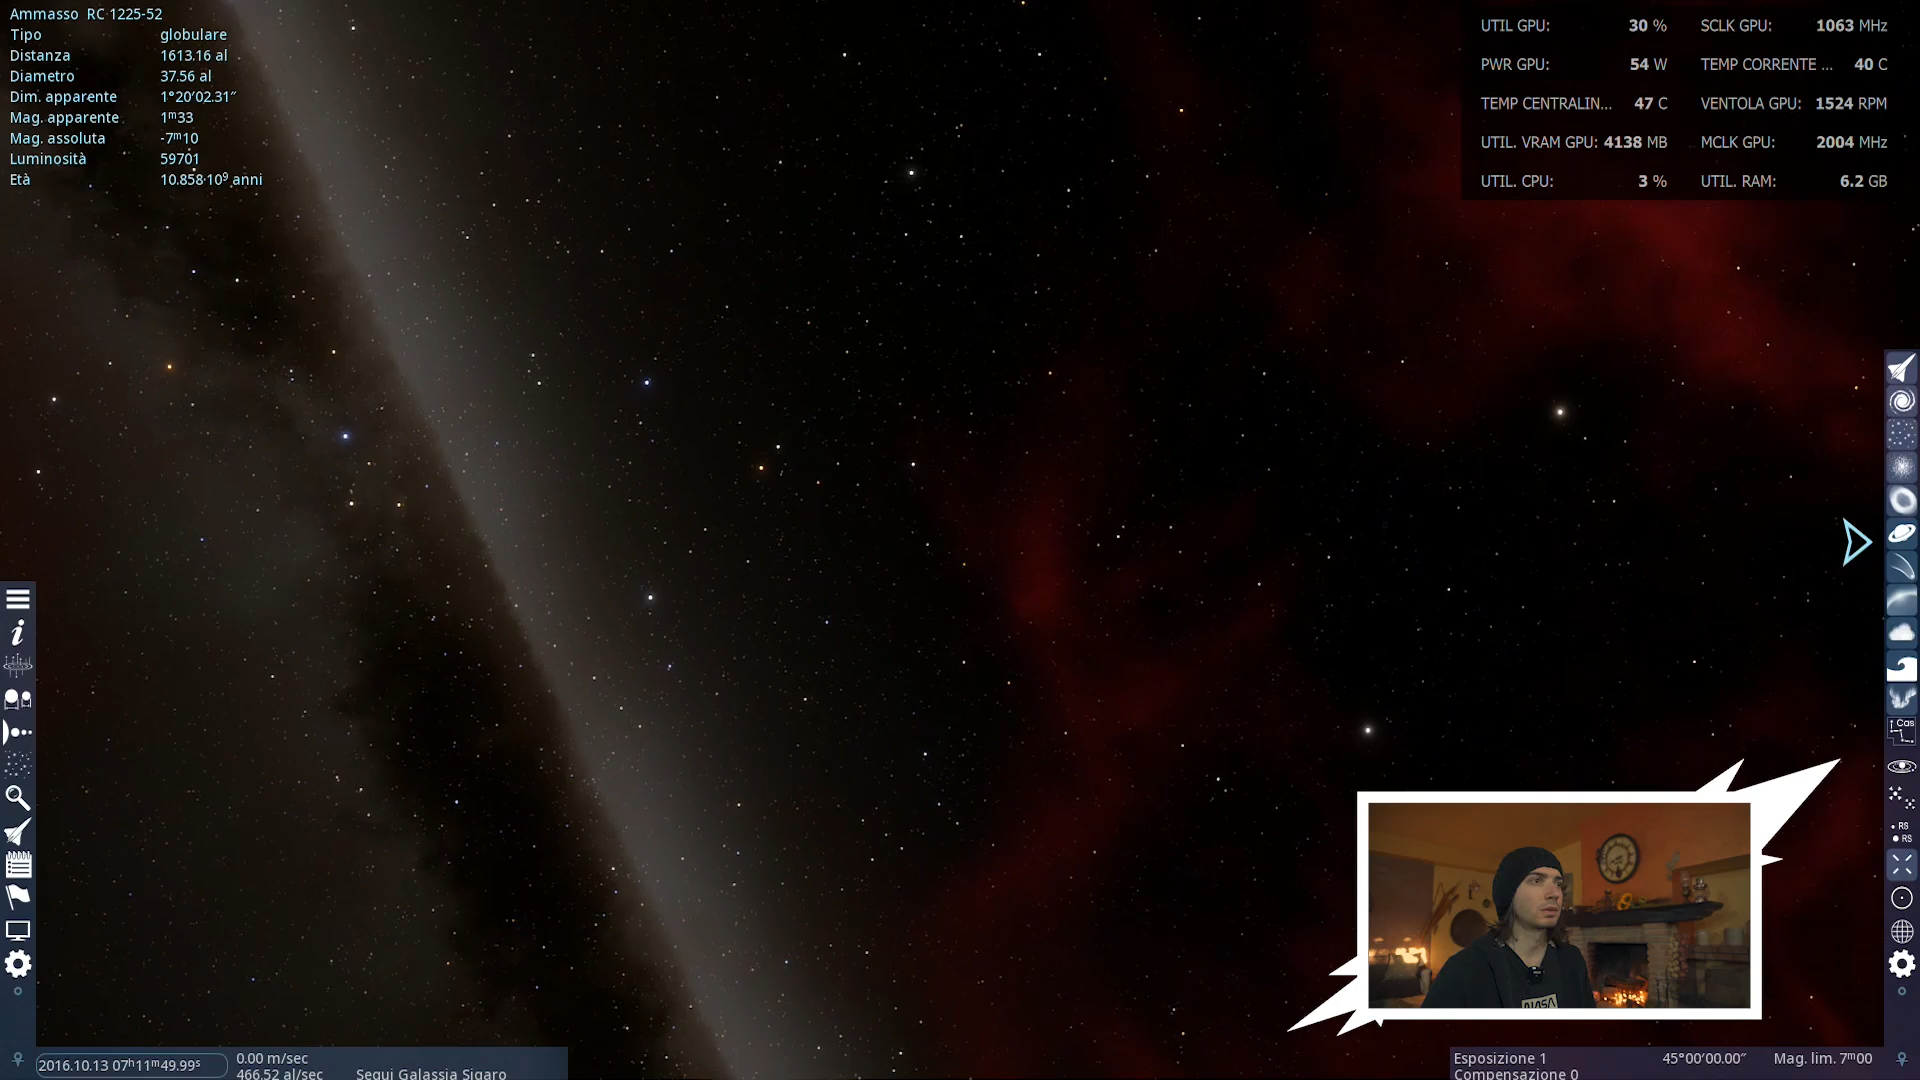 Ammasso RC 1225-52
Tipo globulare
Distanza 1613.16 al
Diametro 37.56 al
Dim. apparente 1°20′02.31″
Mag. apparente 1ᵐ33
Mag. assoluta -7ᵐ10
Luminosità 59701
Età 10.858·10⁹ anni
UTIL GPU: 30 % SCLK GPU: 1063 MHz
PWR GPU: 54 W TEMP CORRENTE ... 40 C
TEMP CENTRALIN... 47 C VENTOLA GPU: 1524 RPM
UTIL. VRAM GPU: 4138 MB MCLK GPU: 2004 MHz
UTIL. CPU: 3 % UTIL. RAM: 6.2 GB
Cas
RS
RS
NASA
2016.10.13 07ʰ11ᵐ49.99ˢ
0.00 m/sec
466.52 al/sec Segui Galassia Sigaro
Esposizione 1 45°00′00.00″ Mag. lim. 7ᵐ00
Compensazione 0